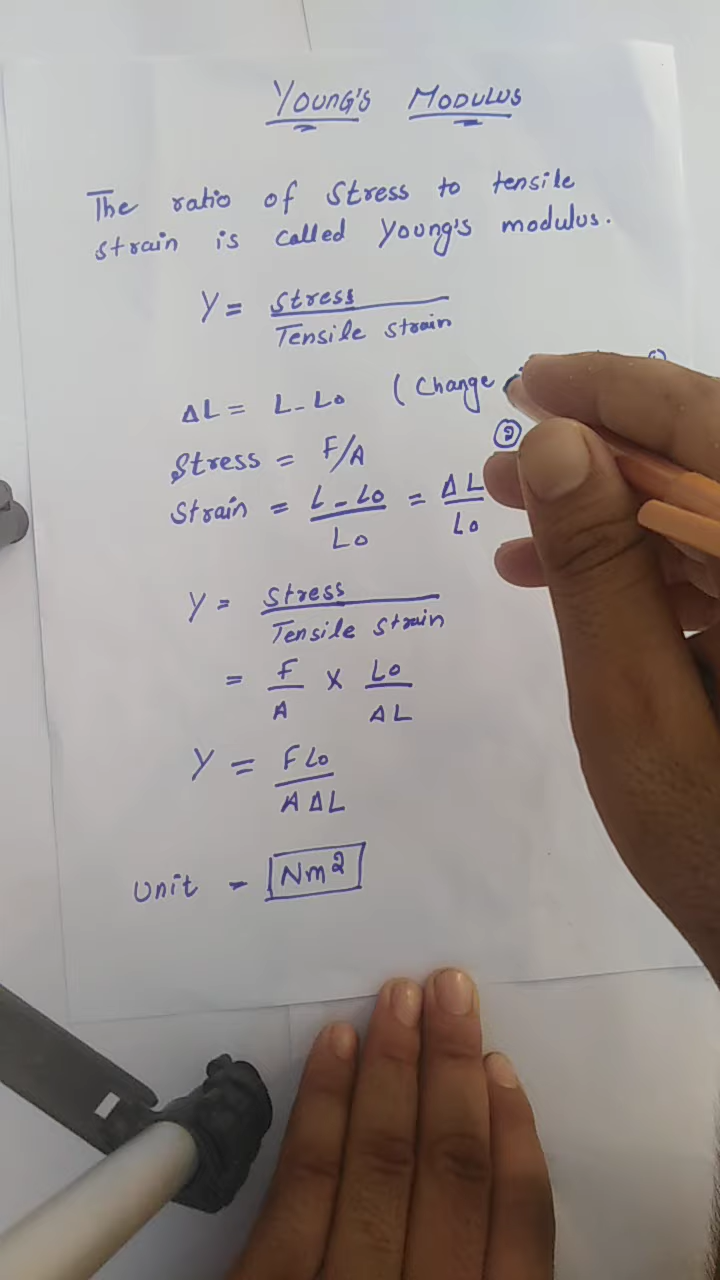 YOUNG'S MODULUS
The ratio of stress to tensile
strain is called Young's modulus.
Y = Stress / Tensile strain
ΔL = L - Lo (Change
Stress = F/A ②
Strain = L - Lo / Lo = ΔL / Lo
Y = Stress / Tensile strain
= F / A × Lo / ΔL
Y = F Lo / A ΔL
Unit - Nm²